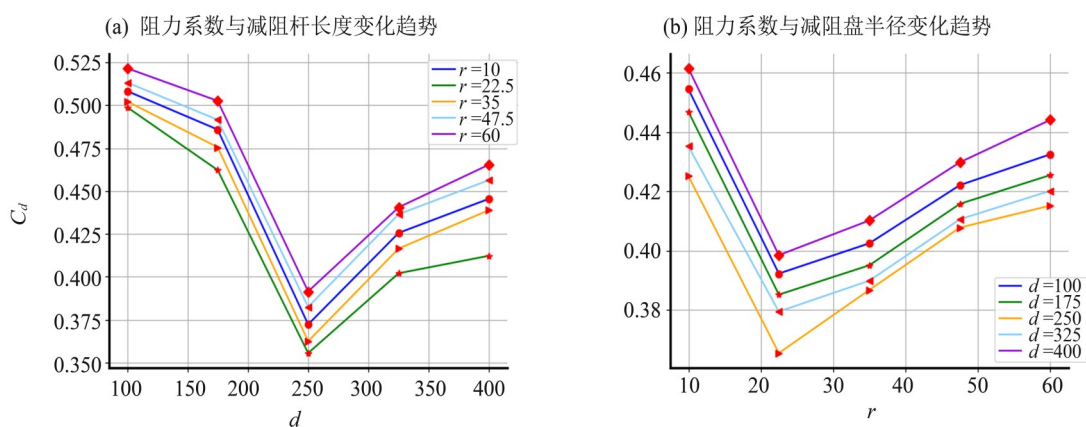 (a) 阻力系数与减阻杆长度变化趋势
0.525
0.500
0.475
0.450
0.425
0.400
0.375
0.350
C_d
100 150 200 250 300 350 400
d
r =10
r =22.5
r =35
r =47.5
r =60
(b) 阻力系数与减阻盘半径变化趋势
0.46
0.44
0.42
0.40
0.38
10 20 30 40 50 60
r
d =100
d =175
d =250
d =325
d =400